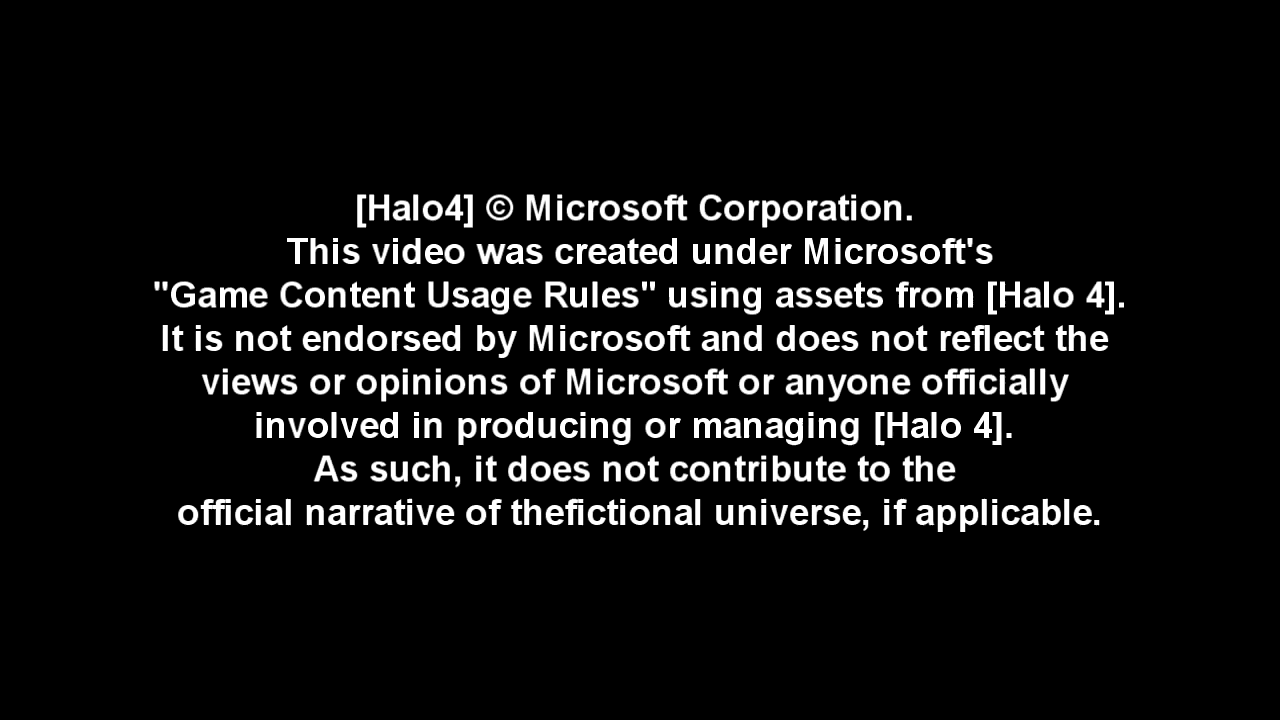 [Halo4] © Microsoft Corporation.
This video was created under Microsoft's
"Game Content Usage Rules" using assets from [Halo 4].
It is not endorsed by Microsoft and does not reflect the
views or opinions of Microsoft or anyone officially
involved in producing or managing [Halo 4].
As such, it does not contribute to the
official narrative of thefictional universe, if applicable.